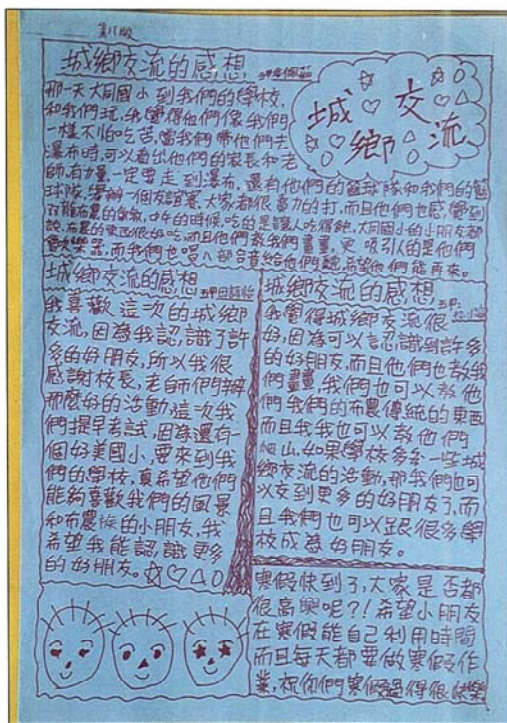 第八版
城鄉交流的感想
城鄉交流
那一天大同國小到我們的學校,
和我們玩,我覺得他們像我們
一樣不怕吃苦,當我們帶他們去
瀑布時,可以看出他們的家長和老
師,有力量一定要走到瀑布,還有他們的籃球隊和我們的籃
球隊,舉辦一個友誼賽,大家都很奮力的打,而且他們也感覺到
布農的 中午的時候,吃的是讓人吃得飽,大同國小的小朋友都
說,布農的東西很好吃,而且他們教我們畫畫,更吸引人的是他們
樂器,而我們也唱八部合音給他們聽,希望他們能再來。
城鄉交流的感想
我喜歡這次的城鄉
交流,因為我認識了許
多的好朋友,所以我很
感謝校長,老師們辦
那麼好的活動,這次我
們提早考試,因為還有一
個好美國小,要來到我
們的學校,真希望他們
能夠喜歡我們的風景
和布農族的小朋友,我
希望我能認識更多
的好朋友。
城鄉交流的感想
我覺得城鄉交流很
好,因為可以認識到許多
的好朋友,而且他們也教我
們畫畫,我們也可以教他
們我們的布農傳統的東西
而且我我也可以教他們
爬山,如果學校多年一些城
鄉交流的活動,那我們也可
以交到更多的好朋友了,而
且我們也可以跟很多學
校成為好朋友。
寒假快到了,大家是否都
很高興呢?!希望小朋友
在寒假能自己利用時間
而且每天都要做寒假作
業,祝你們寒假過得很快樂